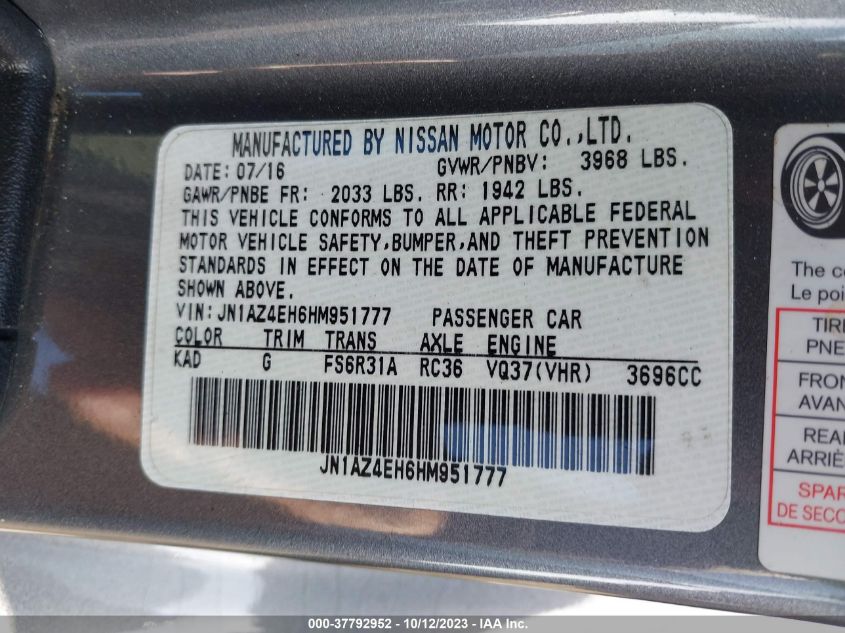 MANUFACTURED BY NISSAN MOTOR CO.,LTD.
DATE: 07/16 GVWR/PNBV: 3968 LBS.
GAWR/PNBE FR: 2033 LBS. RR: 1942 LBS.
THIS VEHICLE CONFORMS TO ALL APPLICABLE FEDERAL
MOTOR VEHICLE SAFETY,BUMPER,AND THEFT PREVENTION
STANDARDS IN EFFECT ON THE DATE OF MANUFACTURE
SHOWN ABOVE.
VIN:JN1AZ4EH6HM951777 PASSENGER CAR
COLOR TRIM TRANS AXLE ENGINE
KAD G FS6R31A RC36 VQ37(VHR) 3696CC
JN1AZ4EH6HM951777
The co
Le poi
TIRE
PNE
FRON
AVAN
REA
ARRIÈ
SPAR
DE SECO
000-37792952 - 10/12/2023 - IAA Inc.